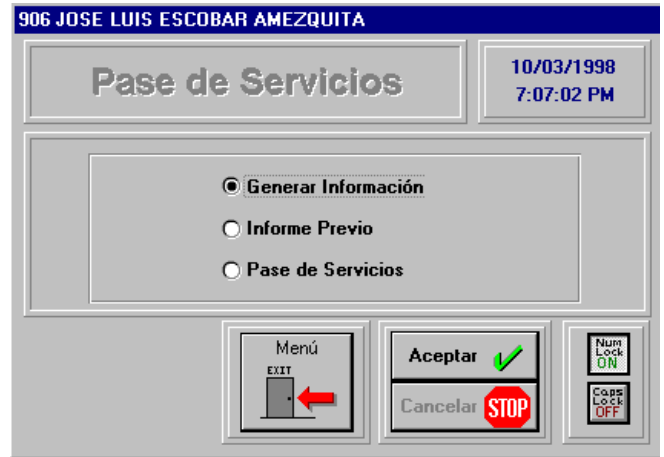 906 JOSE LUIS ESCOBAR AMEZQUITA
Pase de Servicios
10/03/1998
7:07:02 PM
Generar Información
Informe Previo
Pase de Servicios
Menú
EXIT
Aceptar
Cancelar
STOP
Num
Lock
ON
Caps
Lock
OFF